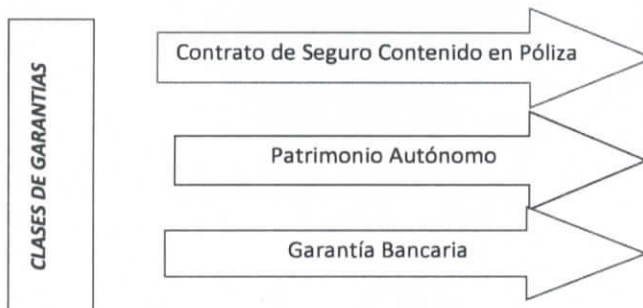 CLASES DE GARANTIAS
Contrato de Seguro Contenido en Póliza
Patrimonio Autónomo
Garantía Bancaria